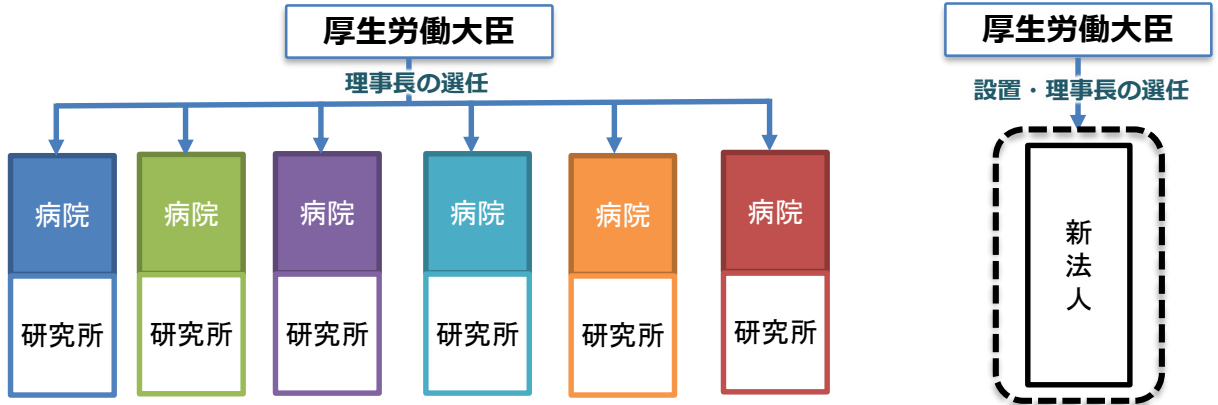 厚生労働大臣
理事長の選任
病院
病院
病院
病院
病院
病院
研究所
研究所
研究所
研究所
研究所
研究所
厚生労働大臣
設置・理事長の選任
新法人